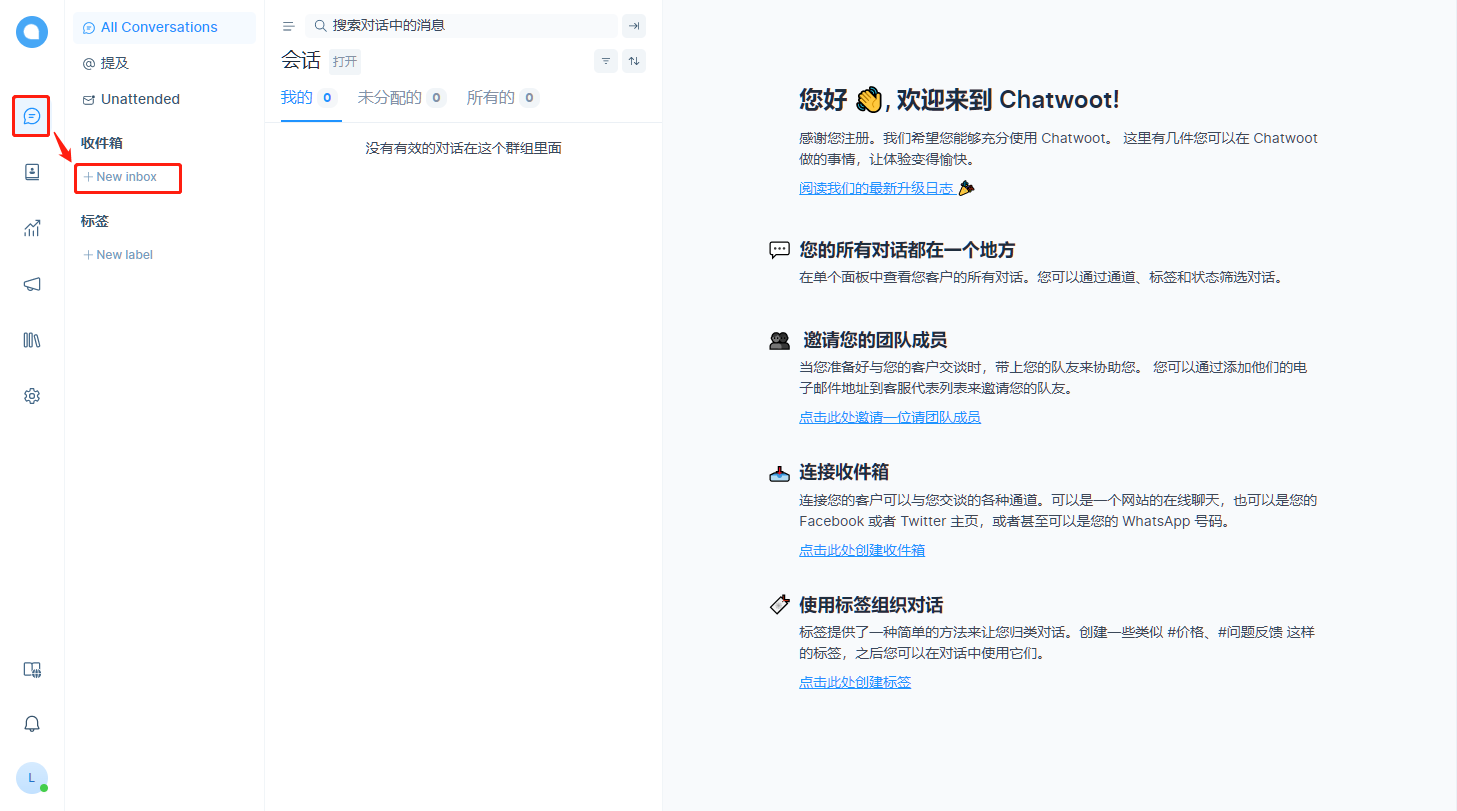 All Conversations
@ 提及
Unattended
收件箱
+ New inbox
标签
+ New label
L
搜索对话中的消息
会话 打开
我的 0 未分配的 0 所有的 0
没有有效的对话在这个群组里面
您好 👋, 欢迎来到 Chatwoot!
感谢您注册。我们希望您能够充分使用 Chatwoot。 这里有几件您可以在 Chatwoot
做的事情，让体验变得愉快。
阅读我们的最新升级日志 🎉
您的所有对话都在一个地方
在单个面板中查看您客户的所有对话。您可以通过通道、标签和状态筛选对话。
邀请您的团队成员
当您准备好与您的客户交谈时，带上您的队友来协助您。 您可以通过添加他们的电
子邮件地址到客服代表列表来邀请您的队友。
点击此处邀请一位请团队成员
连接收件箱
连接您的客户可以与您交谈的各种通道。可以是一个网站的在线聊天，也可以是您的
Facebook 或者 Twitter 主页，或者甚至可以是您的 WhatsApp 号码。
点击此处创建收件箱
使用标签组织对话
标签提供了一种简单的方法来让您归类对话。创建一些类似 #价格、#问题反馈 这样
的标签，之后您可以在对话中使用它们。
点击此处创建标签